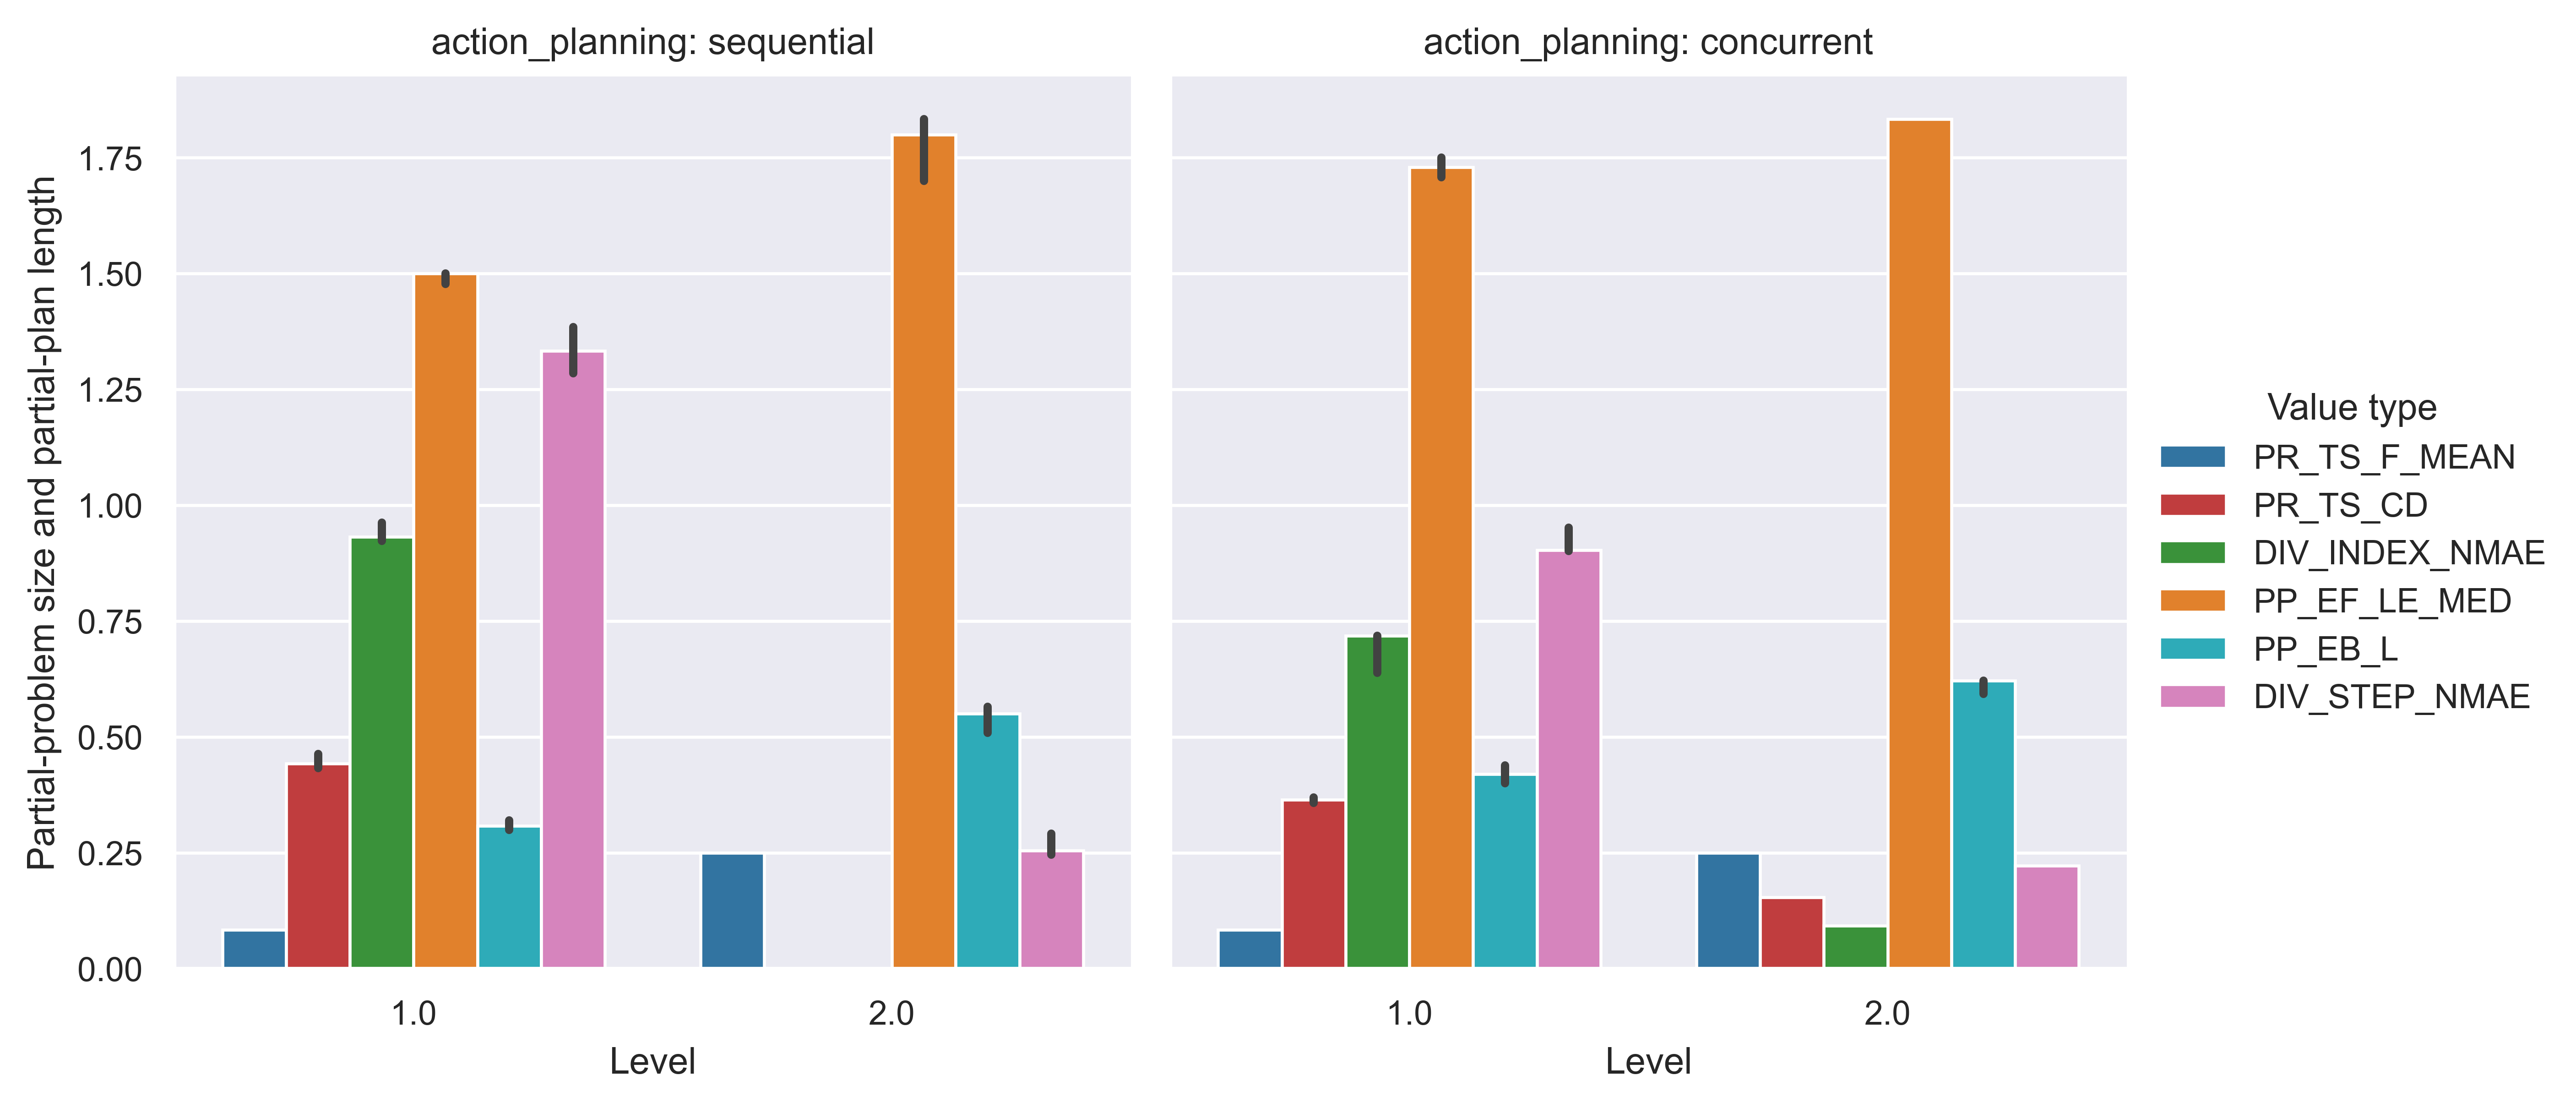 action_planning: sequential
action_planning: concurrent
Partial-problem size and partial-plan length
1.75
1.50
1.25
1.00
0.75
0.50
0.25
0.00
1.0
2.0
1.0
2.0
Level
Level
Value type
PR_TS_F_MEAN
PR_TS_CD
DIV_INDEX_NMAE
PP_EF_LE_MED
PP_EB_L
DIV_STEP_NMAE